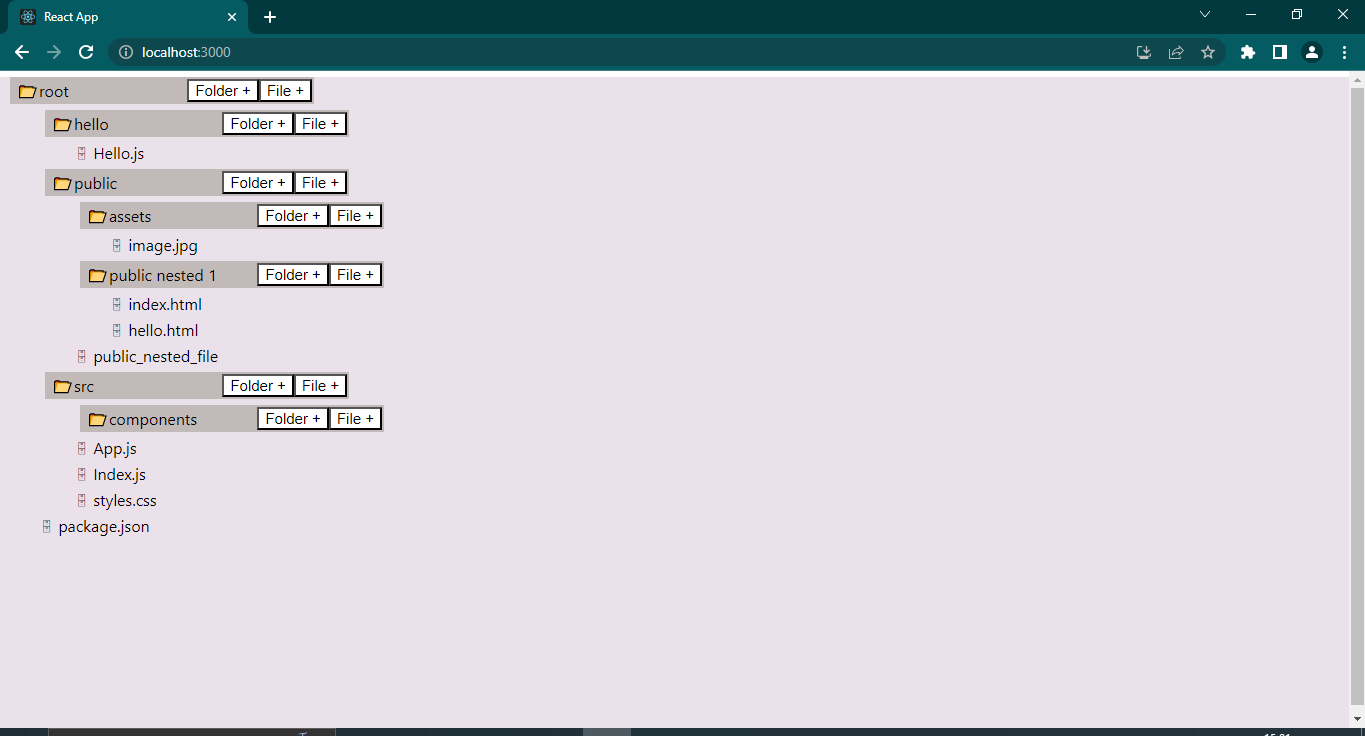 React App
localhost:3000
root Folder + File +
hello Folder + File +
Hello.js
public Folder + File +
assets Folder + File +
image.jpg
public nested 1 Folder + File +
index.html
hello.html
public_nested_file
src Folder + File +
components Folder + File +
App.js
Index.js
styles.css
package.json